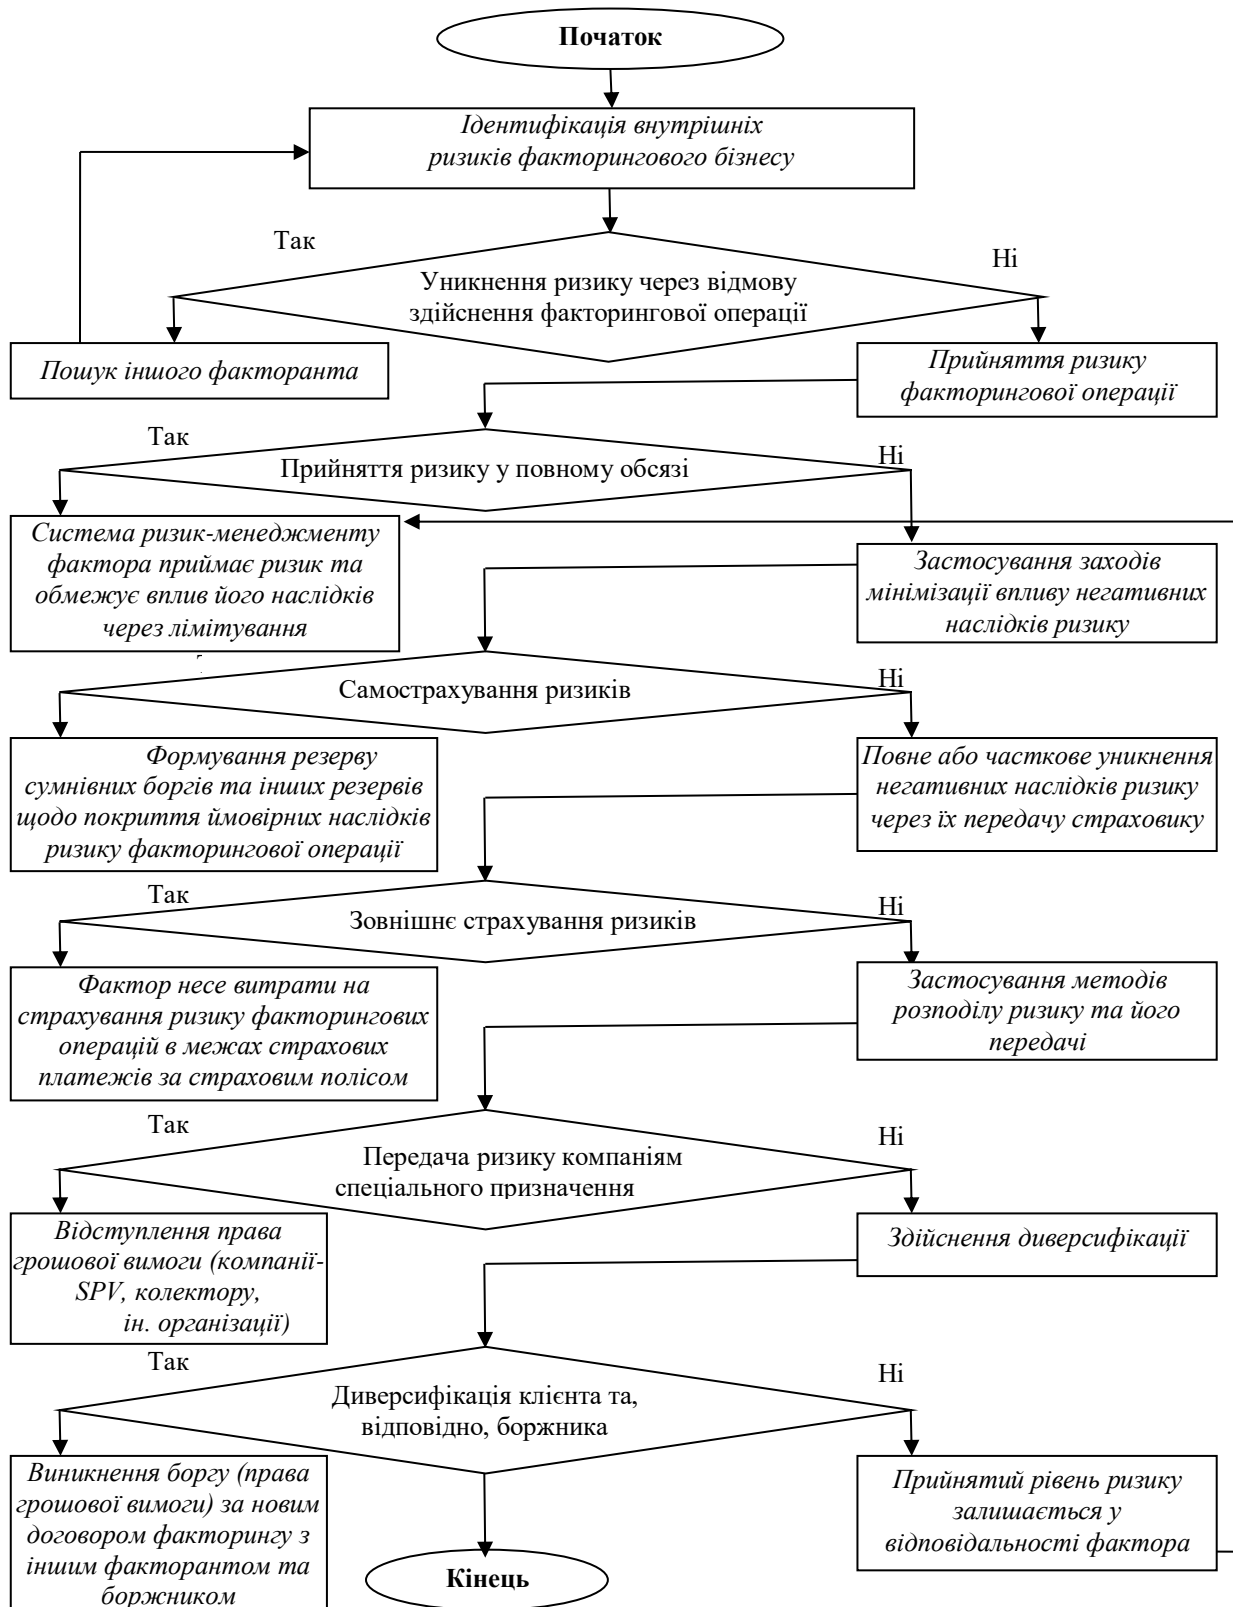 Початок
Ідентифікація внутрішніх
ризиків факторингового бізнесу
Так
Ні
Уникнення ризику через відмову
здійснення факторингової операції
Пошук іншого факторанта
Прийняття ризику
факторингової операції
Так
Ні
Прийняття ризику у повному обсязі
Система ризик-менеджменту
фактора приймає ризик та
обмежує вплив його наслідків
через лімітування
Застосування заходів
мінімізації впливу негативних
наслідків ризику
Ні
Самострахування ризиків
Формування резерву
сумнівних боргів та інших резервів
щодо покриття ймовірних наслідків
ризику факторингової операції
Повне або часткове уникнення
негативних наслідків ризику
через їх передачу страховику
Так
Ні
Зовнішнє страхування ризиків
Фактор несе витрати на
страхування ризику факторингових
операцій в межах страхових
платежів за страховим полісом
Застосування методів
розподілу ризику та його
передачі
Так
Ні
Передача ризику компаніям
спеціального призначення
Відступлення права
грошової вимоги (компанії-
SPV, колектору,
ін. організації)
Здійснення диверсифікації
Так
Ні
Диверсифікація клієнта та,
відповідно, боржника
Виникнення боргу (права
грошової вимоги) за новим
договором факторингу з
іншим факторантом та
боржником
Прийнятий рівень ризику
залишається у
відповідальності фактора
Кінець